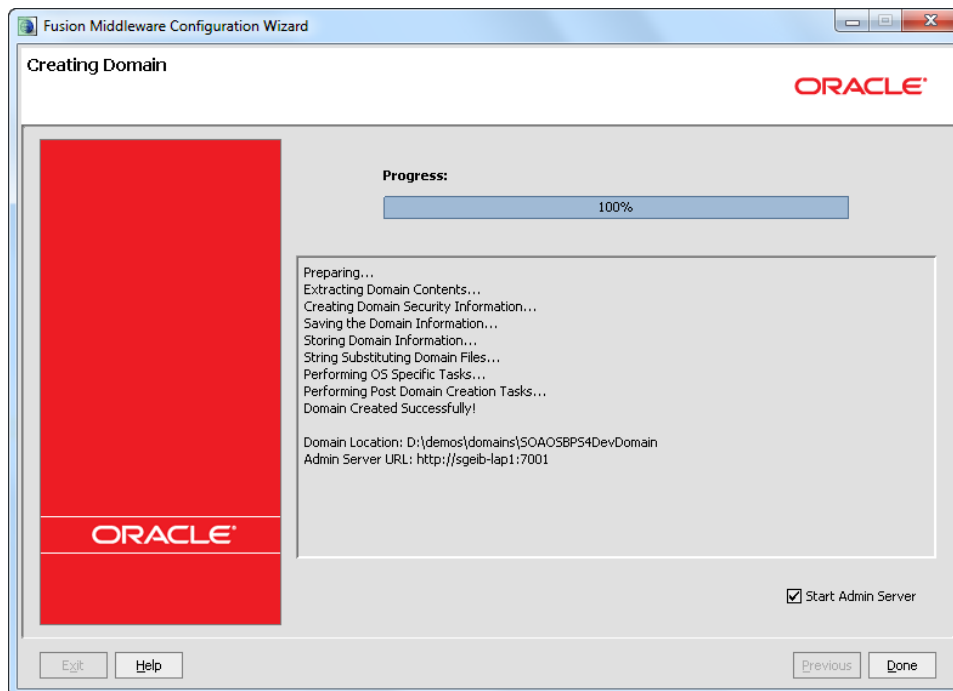 Fusion Middleware Configuration Wizard
Creating Domain
ORACLE
Progress:
100%
Preparing...
Extracting Domain Contents...
Creating Domain Security Information...
Saving the Domain Information...
Storing Domain Information...
String Substituting Domain Files...
Performing OS Specific Tasks...
Performing Post Domain Creation Tasks...
Domain Created Successfully!
Domain Location: D:\demos\domains\SOAOSBPS4DevDomain
Admin Server URL: http://sgeib-lap1:7001
ORACLE
Start Admin Server
Exit Help Previous Done